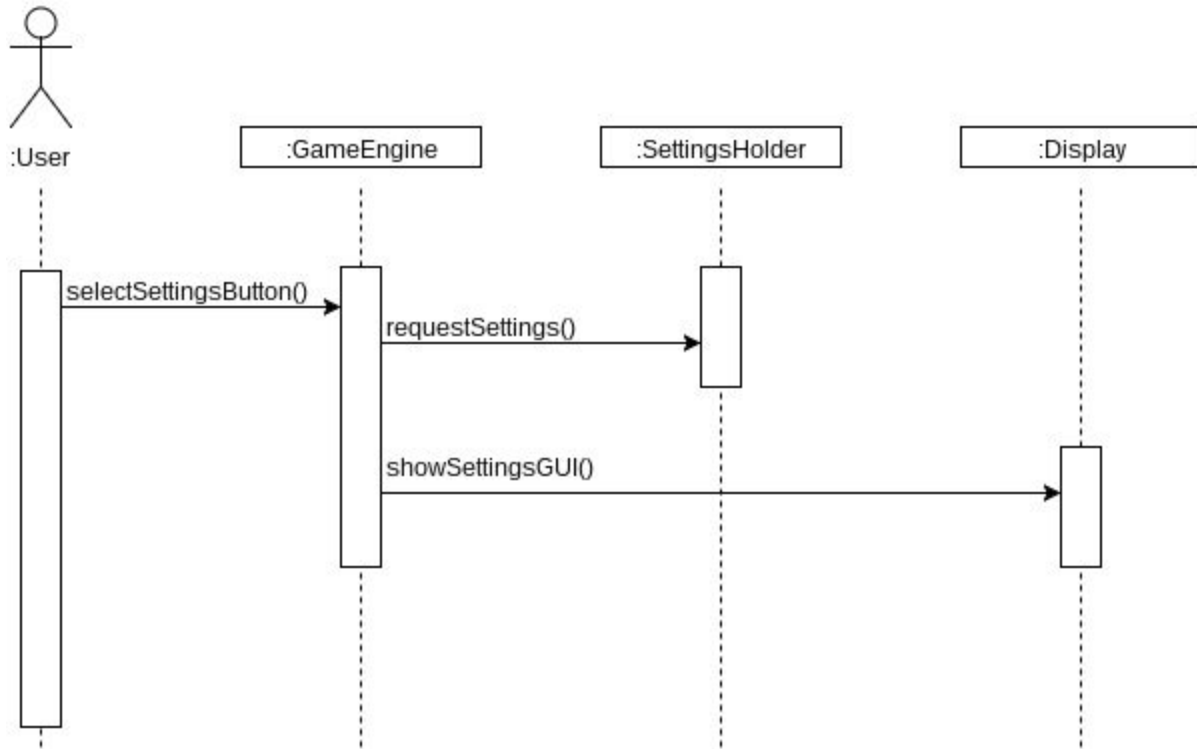 :User
:GameEngine
:SettingsHolder
:Display
selectSettingsButton()
requestSettings()
showSettingsGUI()